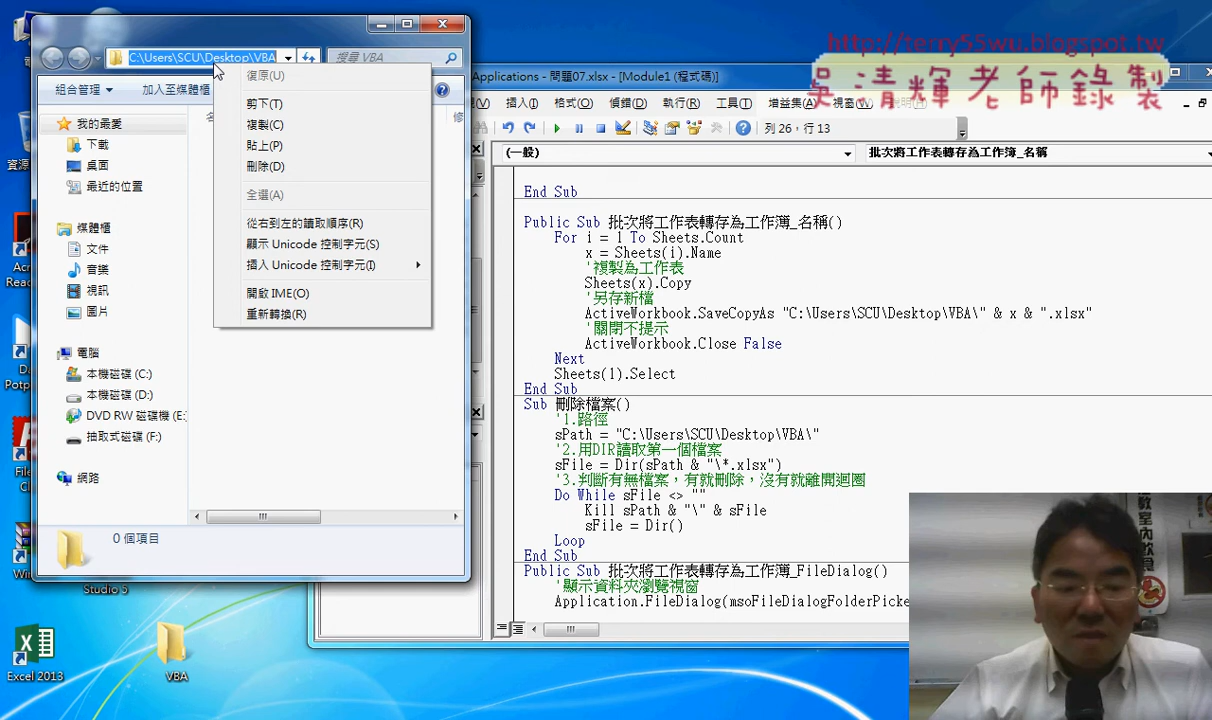 http://terry55wu.blogspot.tw
吳清輝老師錄製
C:\Users\SCU\Desktop\VBA
搜尋 VBA
組合管理
加入至媒體櫃
我的最愛
下載
桌面
最近的位置
媒體櫃
文件
音樂
視訊
圖片
電腦
本機磁碟 (C:)
本機磁碟 (D:)
DVD RW 磁碟機 (E:
抽取式磁碟 (F:)
網路
0 個項目
復原(U)
剪下(T)
複製(C)
貼上(P)
刪除(D)
全選(A)
從右到左的讀取順序(R)
顯示 Unicode 控制字元(S)
插入 Unicode 控制字元(I)
開啟 IME(O)
重新轉換(R)
Applications - 問題07.xlsx - [Module1 (程式碼)]
插入(I) 格式(O) 偵錯(D) 執行(R) 工具(T) 增益集(A) 視窗(W)
列 26，行 13
(一般)
批次將工作表轉存為工作簿_名稱
End Sub
Public Sub 批次將工作表轉存為工作簿_名稱()
For i = 1 To Sheets.Count
x = Sheets(i).Name
'複製為工作表
Sheets(x).Copy
'另存新檔
ActiveWorkbook.SaveCopyAs "C:\Users\SCU\Desktop\VBA\" & x & ".xlsx"
'關閉不提示
ActiveWorkbook.Close False
Next
Sheets(1).Select
End Sub
Sub 刪除檔案()
'1.路徑
sPath = "C:\Users\SCU\Desktop\VBA\"
'2.用DIR讀取第一個檔案
sFile = Dir(sPath & "\*.xlsx")
'3.判斷有無檔案，有就刪除，沒有就離開迴圈
Do While sFile <> ""
Kill sPath & "\" & sFile
sFile = Dir()
Loop
End Sub
Public Sub 批次將工作表轉存為工作簿_FileDialog()
'顯示資料夾瀏覽視窗
Application.FileDialog(msoFileDialogFolderPicke
Studio 5
Excel 2013
VBA
教室內飲食